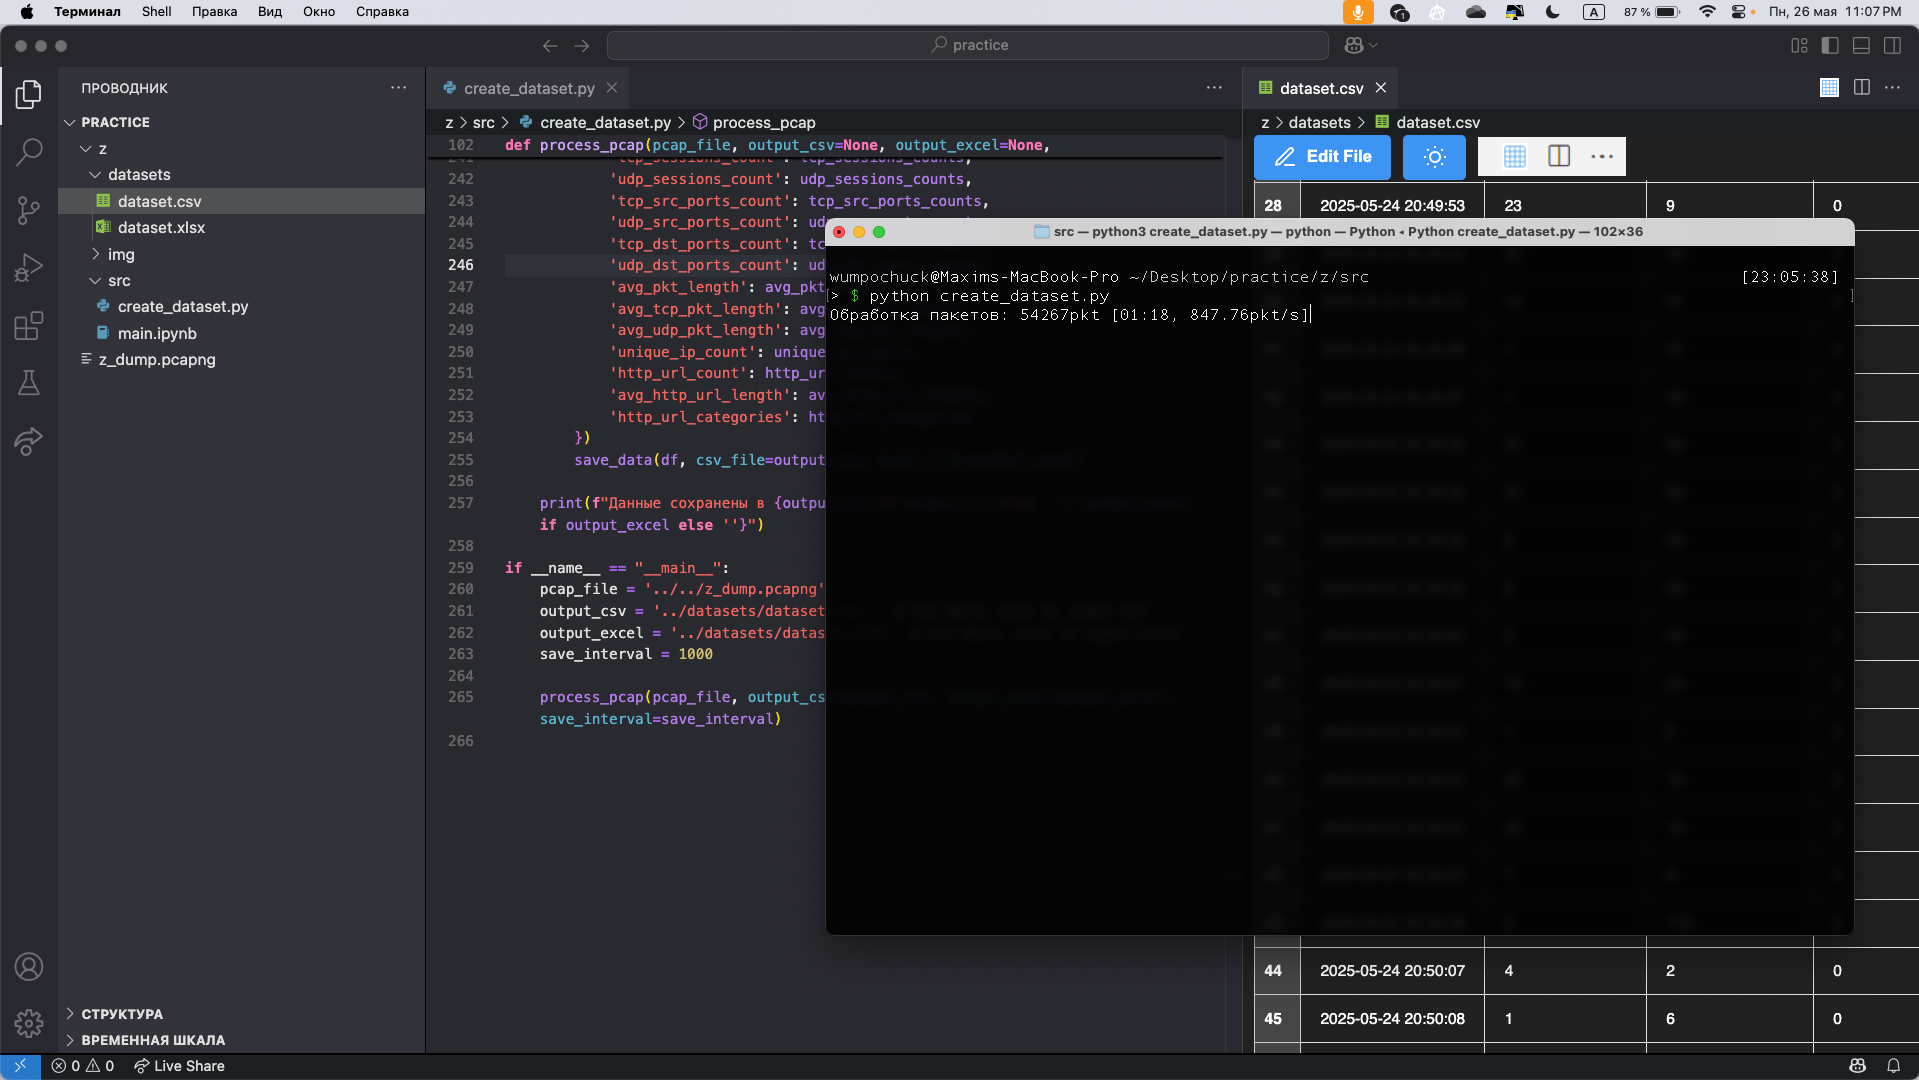 Терминал Shell Правка Вид Окно Справка
1 A 87 % Пн, 26 мая 11:07 PM
practice
ПРОВОДНИК
PRACTICE
z
datasets
dataset.csv
dataset.xlsx
img
src
create_dataset.py
main.ipynb
z_dump.pcapng
СТРУКТУРА
ВРЕМЕННАЯ ШКАЛА
create_dataset.py
z > src > create_dataset.py > process_pcap
102 def process_pcap(pcap_file, output_csv=None, output_excel=None,
241 'tcp_sessions_count': tcp_sessions_counts,
242 'udp_sessions_count': udp_sessions_counts,
243 'tcp_src_ports_count': tcp_src_ports_counts,
244 'udp_src_ports_count': ud
245 'tcp_dst_ports_count': tc
246 'udp_dst_ports_count': ud
247 'avg_pkt_length': avg_pkt
248 'avg_tcp_pkt_length': avg
249 'avg_udp_pkt_length': avg
250 'unique_ip_count': unique
251 'http_url_count': http_ur
252 'avg_http_url_length': av
253 'http_url_categories': ht
254 })
255 save_data(df, csv_file=output
256
257 print(f"Данные сохранены в {outpu
if output_excel else ''}")
258
259 if __name__ == "__main__":
260 pcap_file = '../../z_dump.pcapng'
261 output_csv = '../datasets/dataset
262 output_excel = '../datasets/datas
263 save_interval = 1000
264
265 process_pcap(pcap_file, output_cs
save_interval=save_interval)
266
dataset.csv
z > datasets > dataset.csv
Edit File
28 2025-05-24 20:49:53 23 9 0
44 2025-05-24 20:50:07 4 2 0
45 2025-05-24 20:50:08 1 6 0
src — python3 create_dataset.py — python — Python ◂ Python create_dataset.py — 102×36
wumpochuck@Maxims-MacBook-Pro ~/Desktop/practice/z/src [23:05:38]
[> $ python create_dataset.py ]
Обработка пакетов: 54267pkt [01:18, 847.76pkt/s]
0 0 Live Share